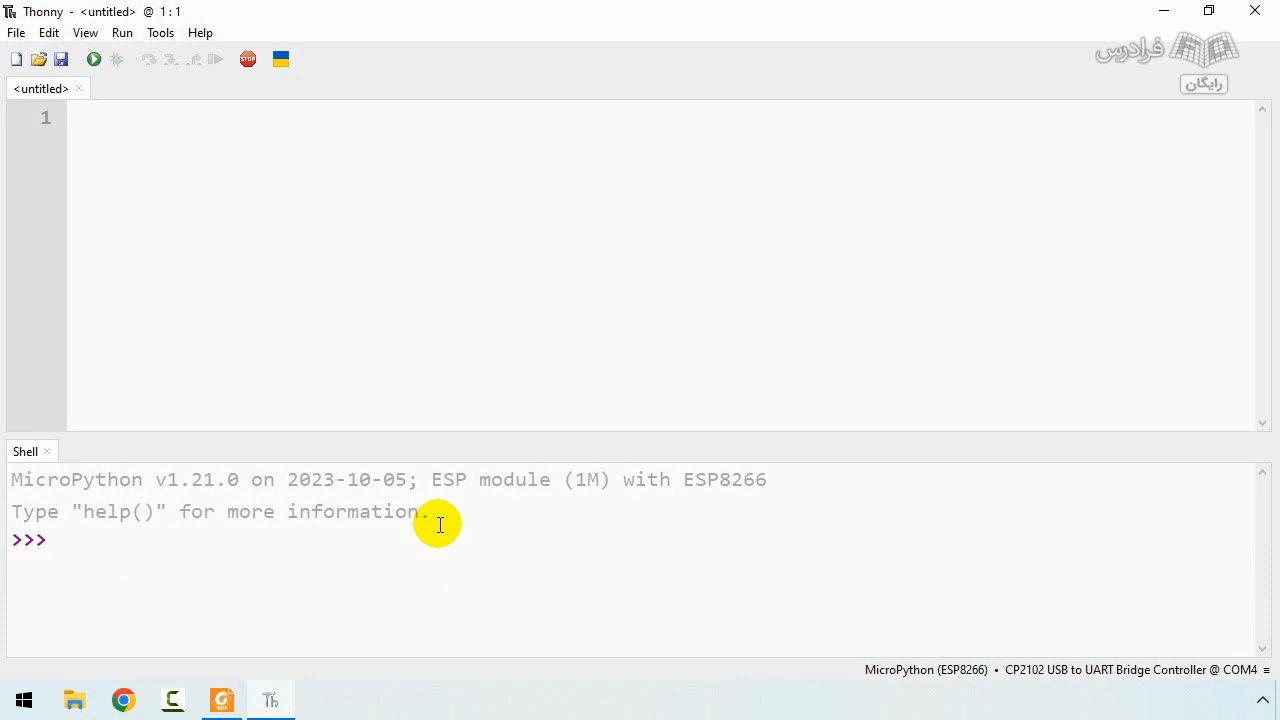 Thonny - <untitled> @ 1:1
File Edit View Run Tools Help
STOP
فرادرس
رایگان
<untitled> ×
1
Shell ×
MicroPython v1.21.0 on 2023-10-05; ESP module (1M) with ESP8266
Type "help()" for more information.
>>>
MicroPython (ESP8266) • CP2102 USB to UART Bridge Controller @ COM4 ≡